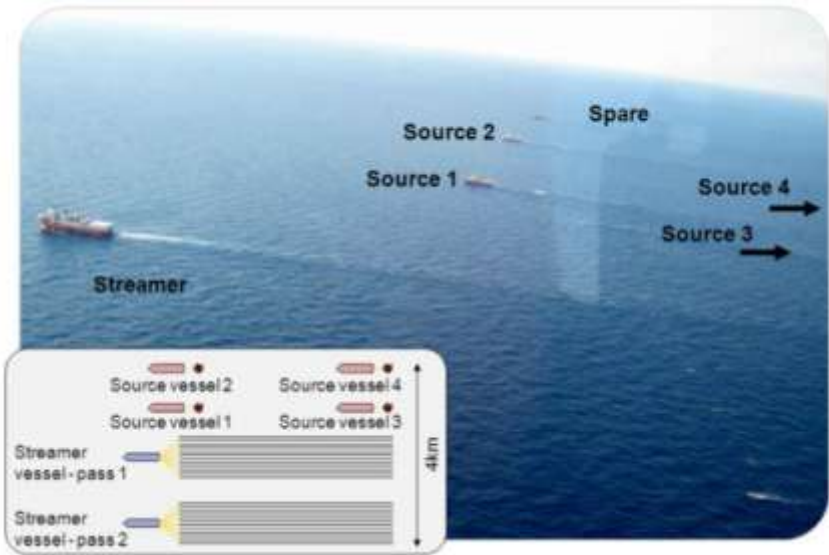 Spare
Source 2
Source 1
Source 4
Source 3
Streamer
Source vessel 2
Source vessel 4
Source vessel 1
Source vessel 3
Streamer
vessel - pass 1
Streamer
vessel - pass 2
4km